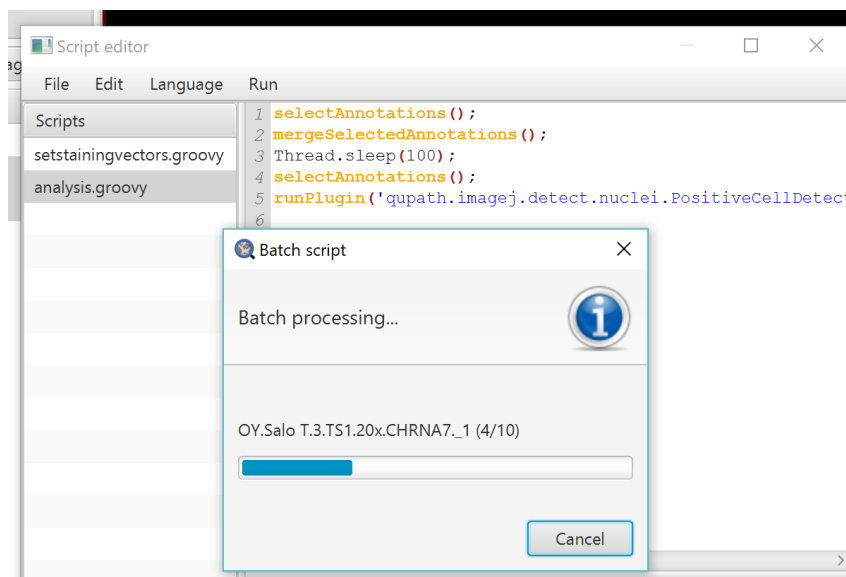 Script editor
ag
File Edit Language Run
Scripts
setstainingvectors.groovy
analysis.groovy
1 selectAnnotations();
2 mergeSelectedAnnotations();
3 Thread.sleep(100);
4 selectAnnotations();
5 runPlugin('qupath.imagej.detect.nuclei.PositiveCellDetect
6
Batch script
Batch processing...
OY.Salo T.3.TS1.20x.CHRNA7._1 (4/10)
Cancel